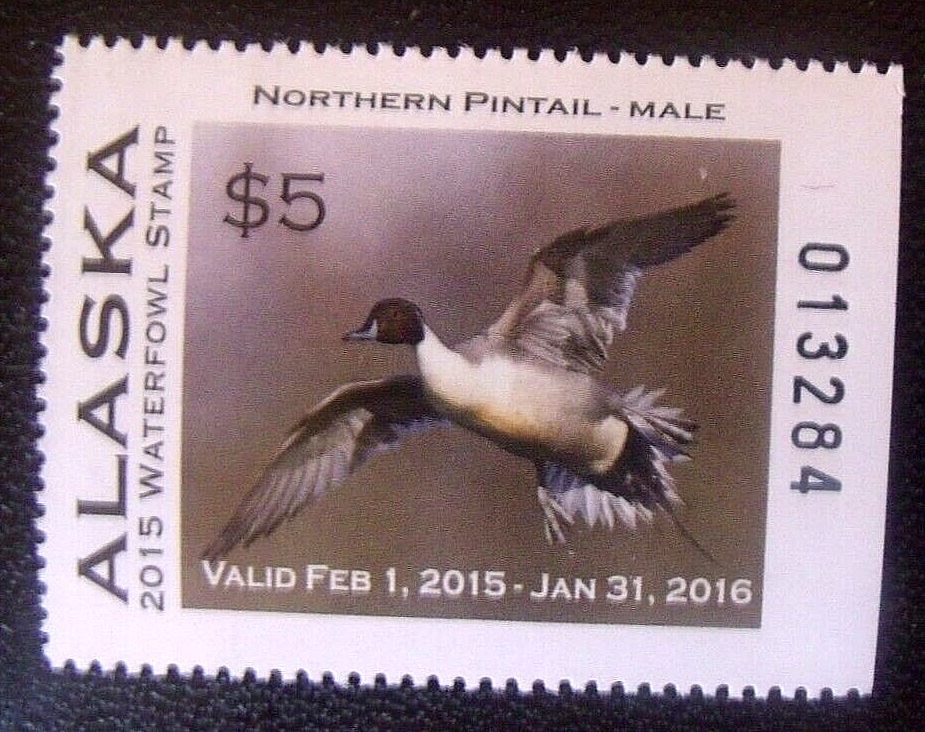 NORTHERN PINTAIL - MALE
$5
ALASKA
2015 WATERFOWL STAMP
VALID FEB 1, 2015 - JAN 31, 2016
013284